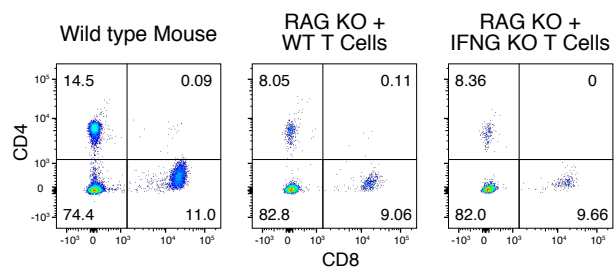 Wild type Mouse
RAG KO +
WT T Cells
RAG KO +
IFNG KO T Cells
CD4
10⁵
10⁴
10³
0
-10³
14.5 0.09
74.4 11.0
8.05 0.11
82.8 9.06
8.36 0
82.0 9.66
-10³ 0 10³ 10⁴ 10⁵
-10³ 0 10³ 10⁴ 10⁵
-10³ 0 10³ 10⁴ 10⁵
CD8